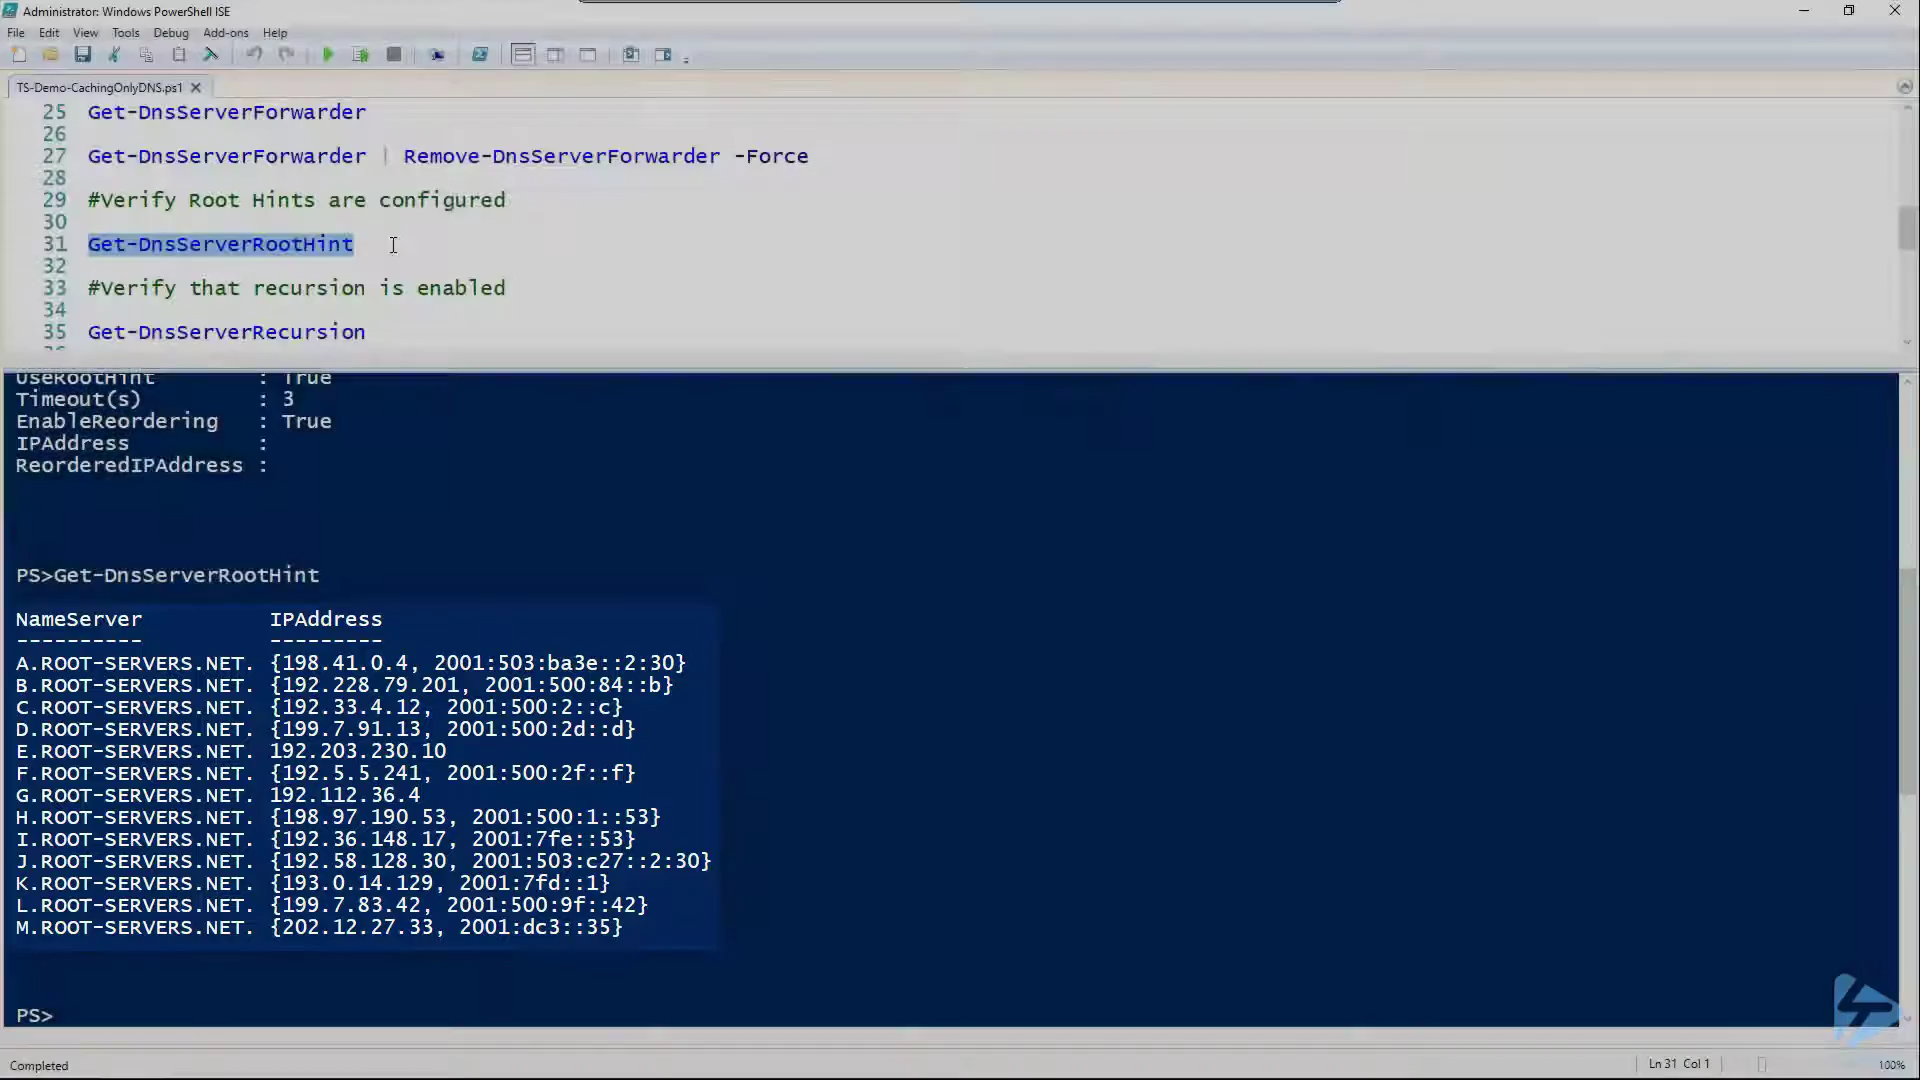 Administrator: Windows PowerShell ISE
File Edit View Tools Debug Add-ons Help
TS-Demo-CachingOnlyDNS.ps1
25 Get-DnsServerForwarder
26
27 Get-DnsServerForwarder | Remove-DnsServerForwarder -Force
28
29 #Verify Root Hints are configured
30
31 Get-DnsServerRootHint
32
33 #Verify that recursion is enabled
34
35 Get-DnsServerRecursion
UseRootHint : True
Timeout(s) : 3
EnableReordering : True
IPAddress :
ReorderedIPAddress :
PS>Get-DnsServerRootHint
NameServer IPAddress
---------- ---------
A.ROOT-SERVERS.NET. {198.41.0.4, 2001:503:ba3e::2:30}
B.ROOT-SERVERS.NET. {192.228.79.201, 2001:500:84::b}
C.ROOT-SERVERS.NET. {192.33.4.12, 2001:500:2::c}
D.ROOT-SERVERS.NET. {199.7.91.13, 2001:500:2d::d}
E.ROOT-SERVERS.NET. 192.203.230.10
F.ROOT-SERVERS.NET. {192.5.5.241, 2001:500:2f::f}
G.ROOT-SERVERS.NET. 192.112.36.4
H.ROOT-SERVERS.NET. {198.97.190.53, 2001:500:1::53}
I.ROOT-SERVERS.NET. {192.36.148.17, 2001:7fe::53}
J.ROOT-SERVERS.NET. {192.58.128.30, 2001:503:c27::2:30}
K.ROOT-SERVERS.NET. {193.0.14.129, 2001:7fd::1}
L.ROOT-SERVERS.NET. {199.7.83.42, 2001:500:9f::42}
M.ROOT-SERVERS.NET. {202.12.27.33, 2001:dc3::35}
PS>
Completed Ln 31 Col 1 100%